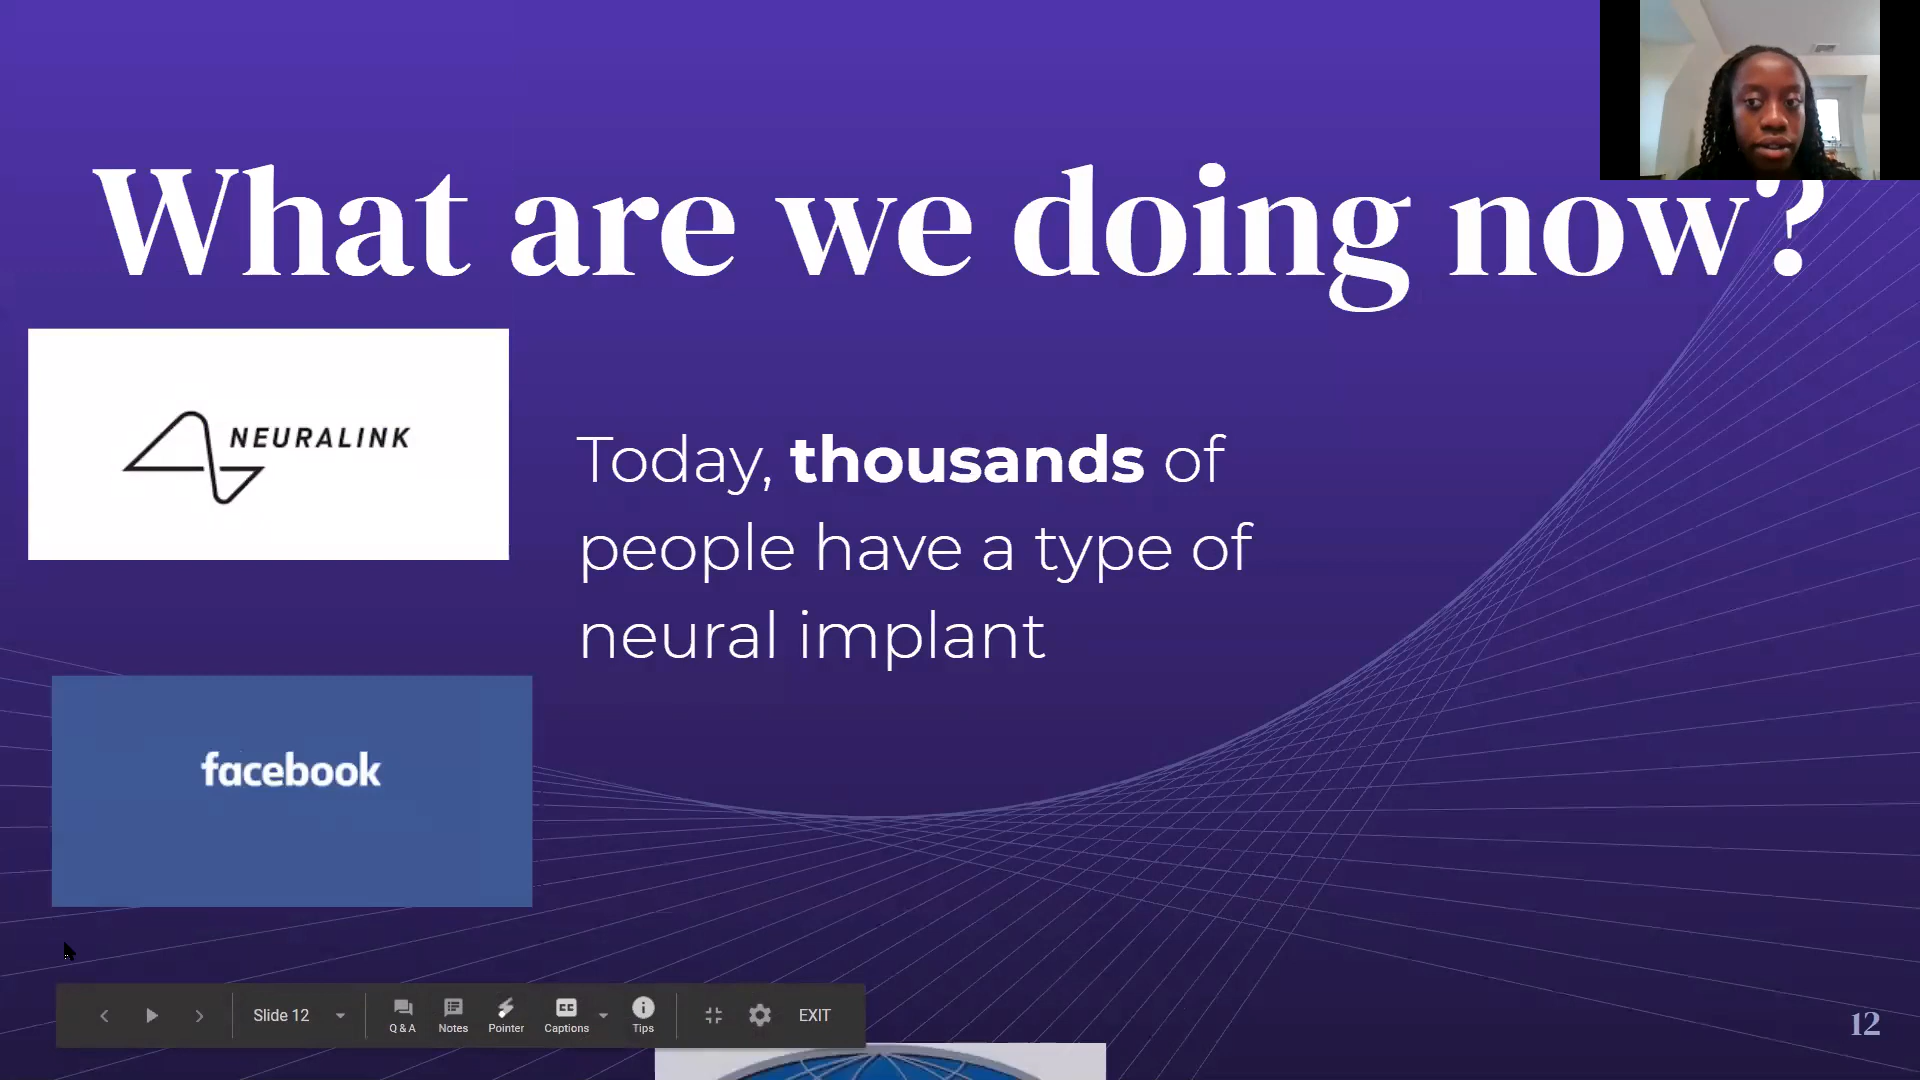 What are we doing now?
NEURALINK
Today, thousands of
people have a type of
neural implant
facebook
Slide 12
Q & A
Notes
Pointer
CC
Captions
Tips
EXIT
12